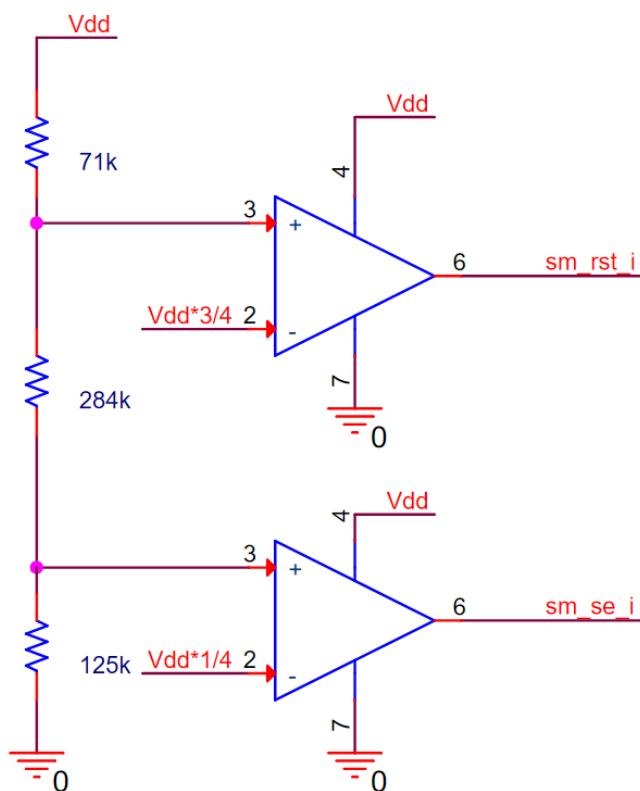 Vdd
71k
Vdd
4
3
+
6
sm_rst_i
Vdd*3/4
2
-
7
0
284k
Vdd
4
3
+
6
sm_se_i
Vdd*1/4
2
-
125k
7
0
0